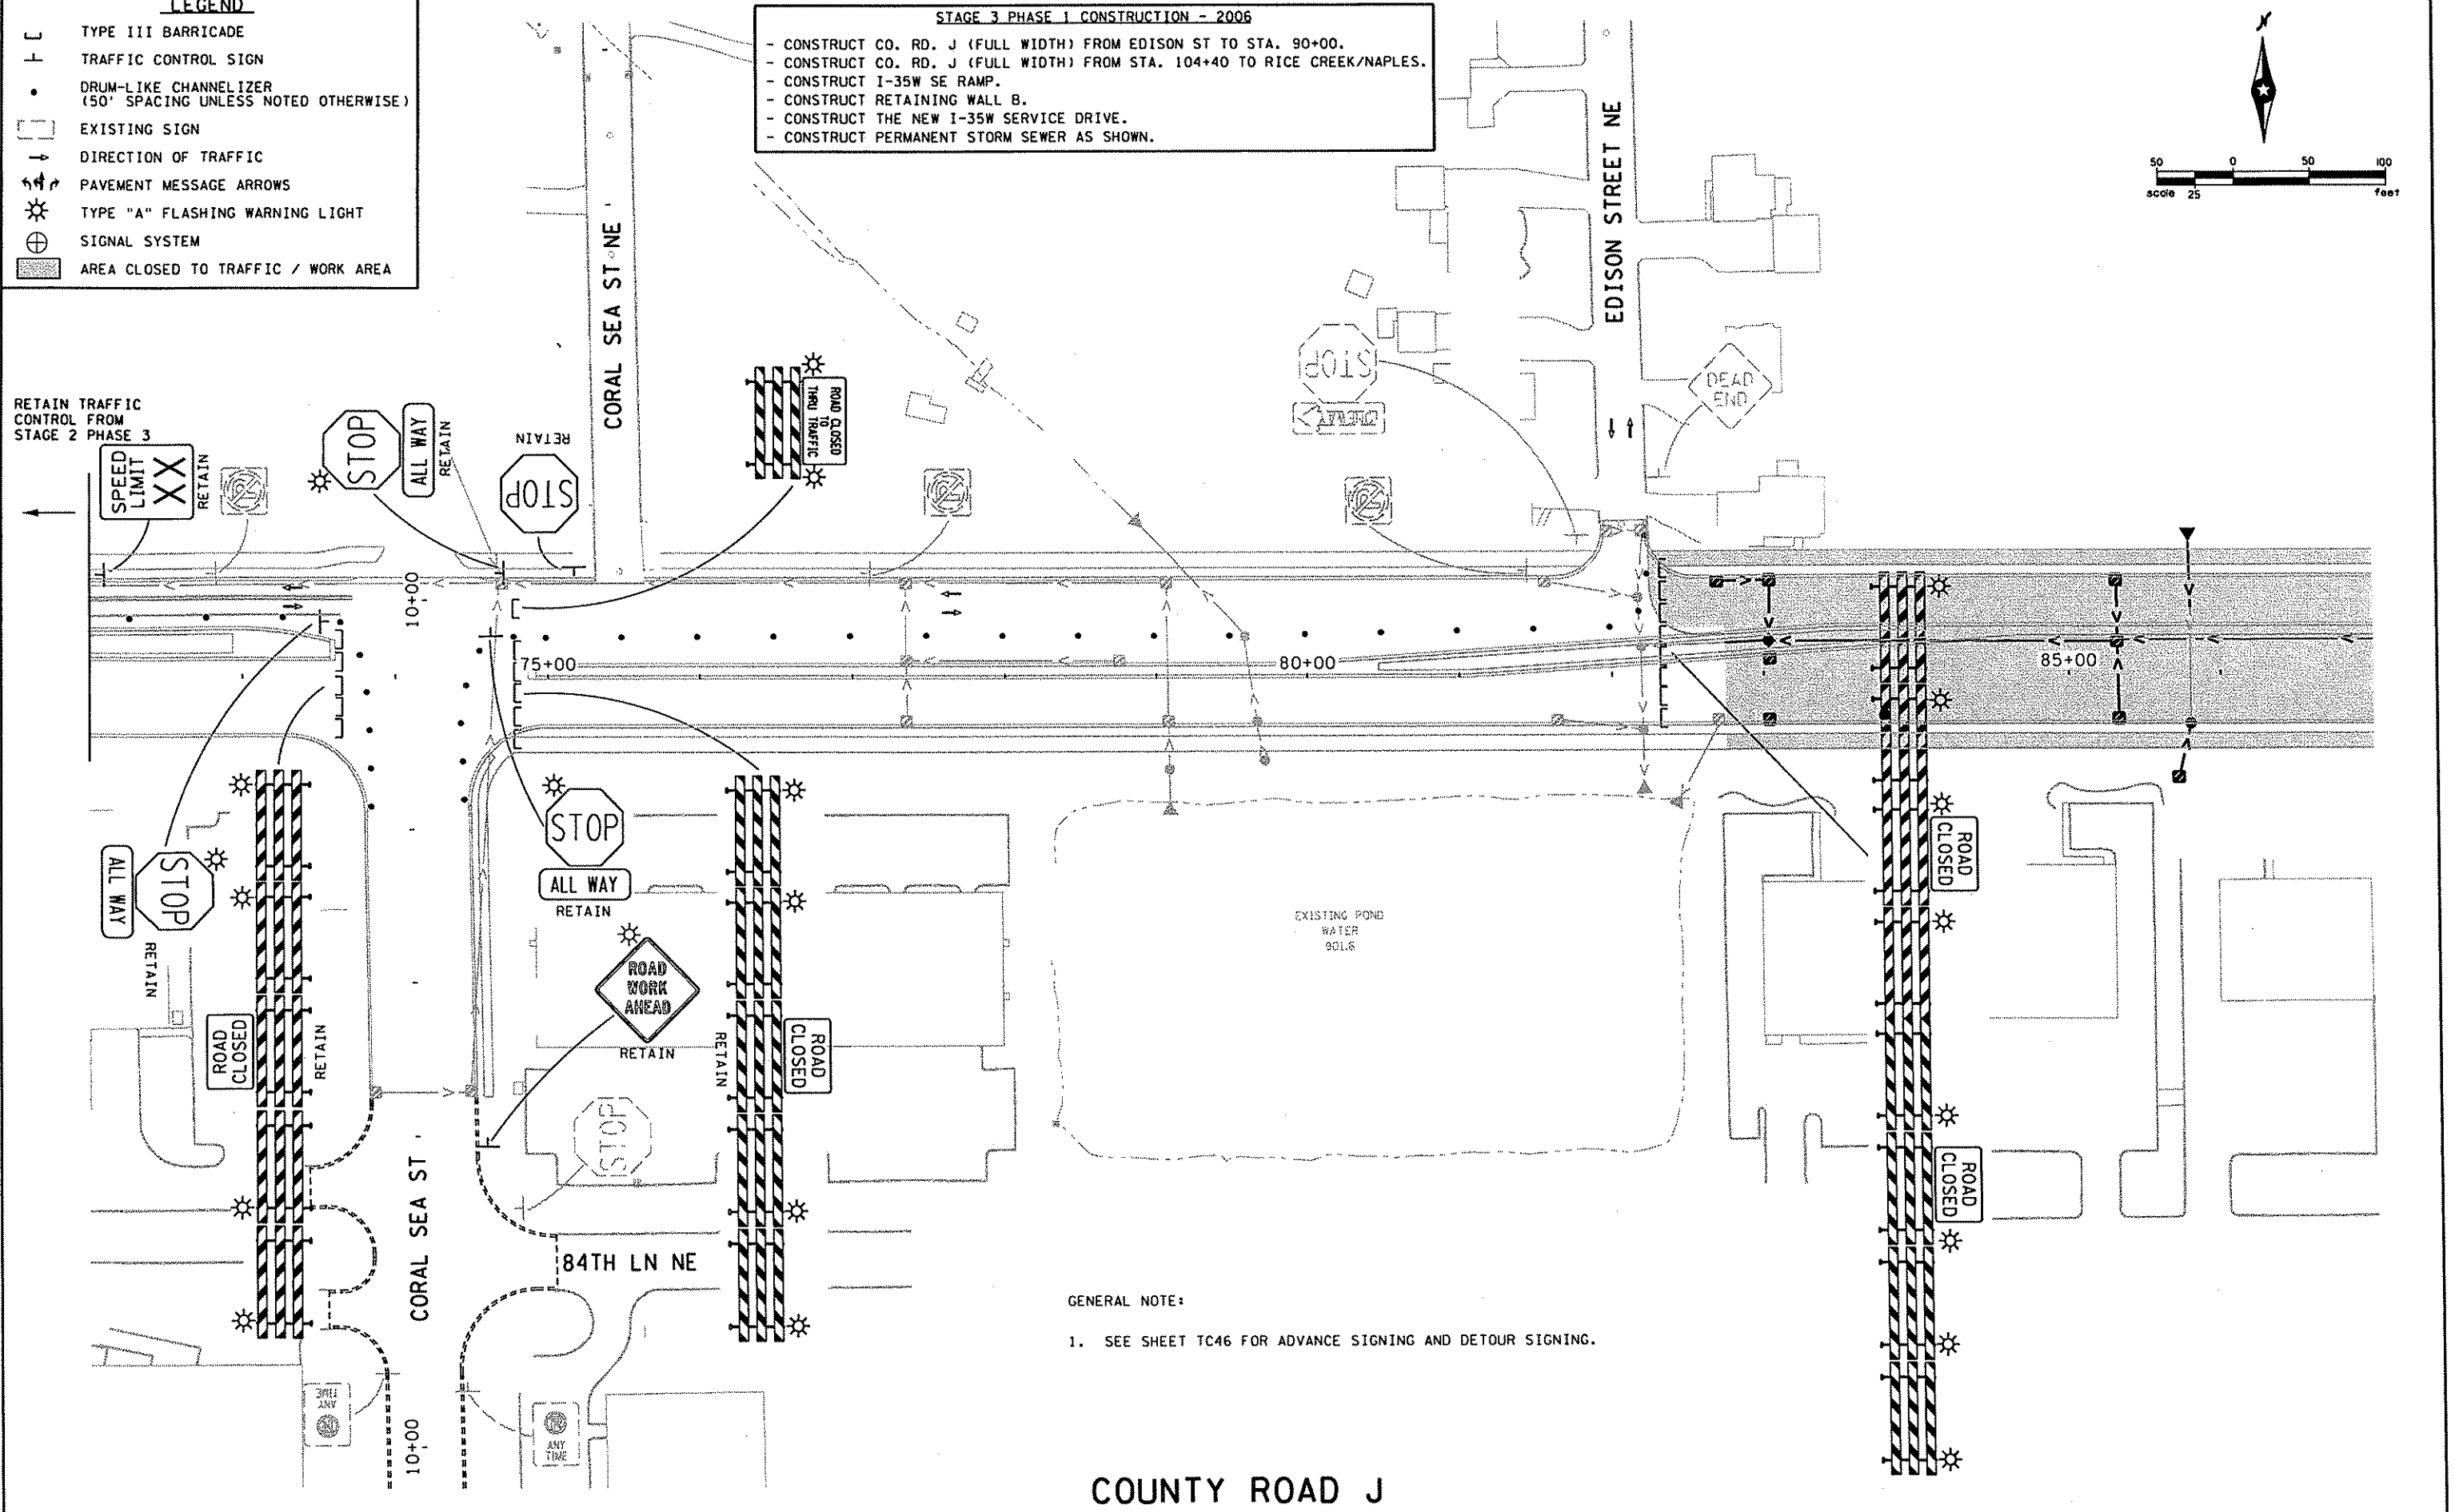 LEGEND
TYPE III BARRICADE
TRAFFIC CONTROL SIGN
DRUM-LIKE CHANNELIZER
(50' SPACING UNLESS NOTED OTHERWISE)
EXISTING SIGN
DIRECTION OF TRAFFIC
PAVEMENT MESSAGE ARROWS
TYPE "A" FLASHING WARNING LIGHT
SIGNAL SYSTEM
AREA CLOSED TO TRAFFIC / WORK AREA
STAGE 3 PHASE 1 CONSTRUCTION - 2006
- CONSTRUCT CO. RD. J (FULL WIDTH) FROM EDISON ST TO STA. 90+00.
- CONSTRUCT CO. RD. J (FULL WIDTH) FROM STA. 104+40 TO RICE CREEK/NAPLES.
- CONSTRUCT I-35W SE RAMP.
- CONSTRUCT RETAINING WALL B.
- CONSTRUCT THE NEW I-35W SERVICE DRIVE.
- CONSTRUCT PERMANENT STORM SEWER AS SHOWN.
N
50 0 50 100
scale 25 feet
CORAL SEA ST NE
EDISON STREET NE
RETAIN TRAFFIC
CONTROL FROM
STAGE 2 PHASE 3
SPEED
LIMIT
XX
RETAIN
STOP
ALL WAY
RETAIN
RETAIN
STOP
ROAD CLOSED
TO
THRU TRAFFIC
STOP
DEAD
END
10+00
75+00
80+00
85+00
STOP
ALL WAY
RETAIN
ROAD
CLOSED
RETAIN
STOP
ALL WAY
RETAIN
ROAD
WORK
AHEAD
RETAIN
RETAIN
ROAD
CLOSED
STOP
EXISTING POND
WATER
901.6
ROAD
CLOSED
ROAD
CLOSED
CORAL SEA ST
84TH LN NE
ANY
TIME
ANY
TIME
10+00
GENERAL NOTE:
1. SEE SHEET TC46 FOR ADVANCE SIGNING AND DETOUR SIGNING.
COUNTY ROAD J